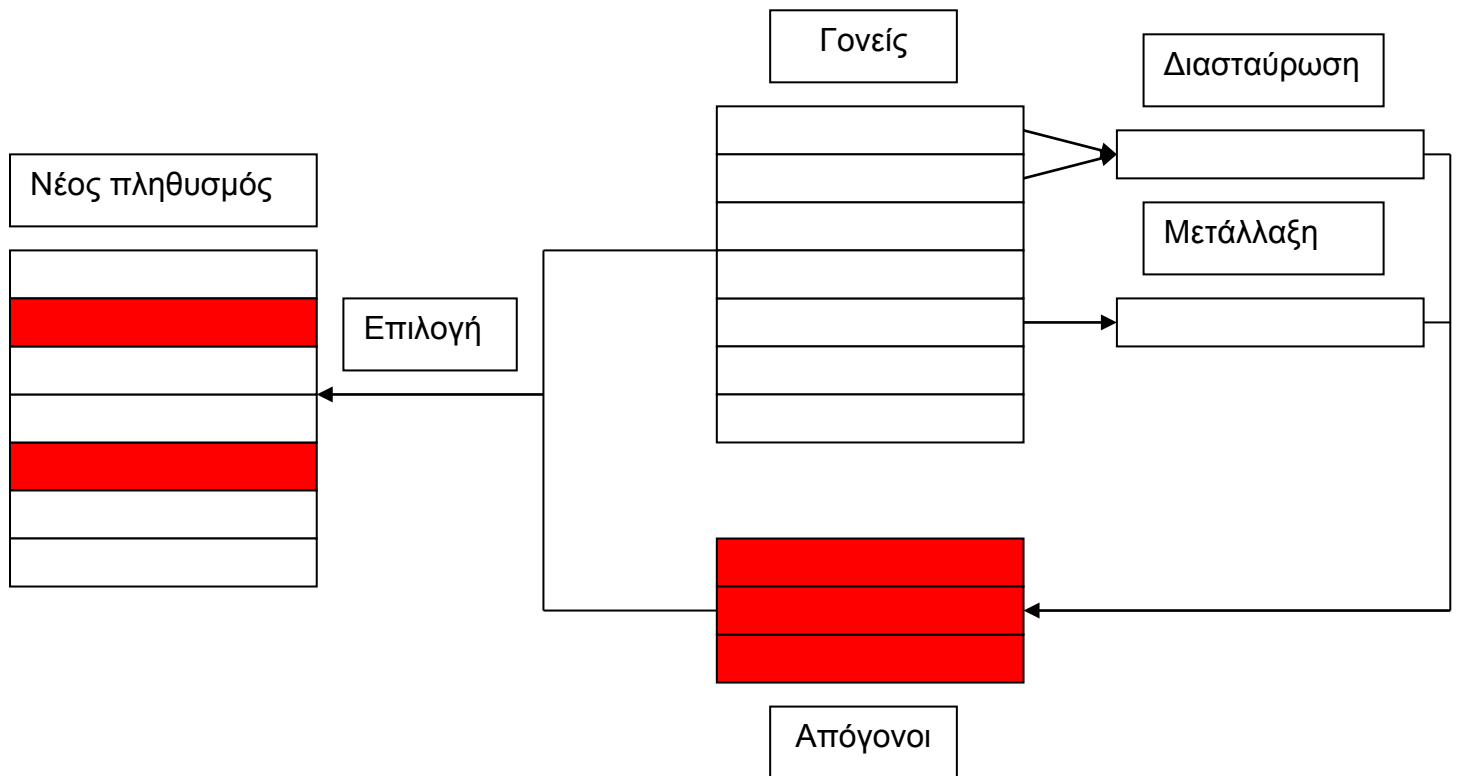 Γονείς
Διασταύρωση
Νέος πληθυσμός
Μετάλλαξη
Επιλογή
Απόγονοι